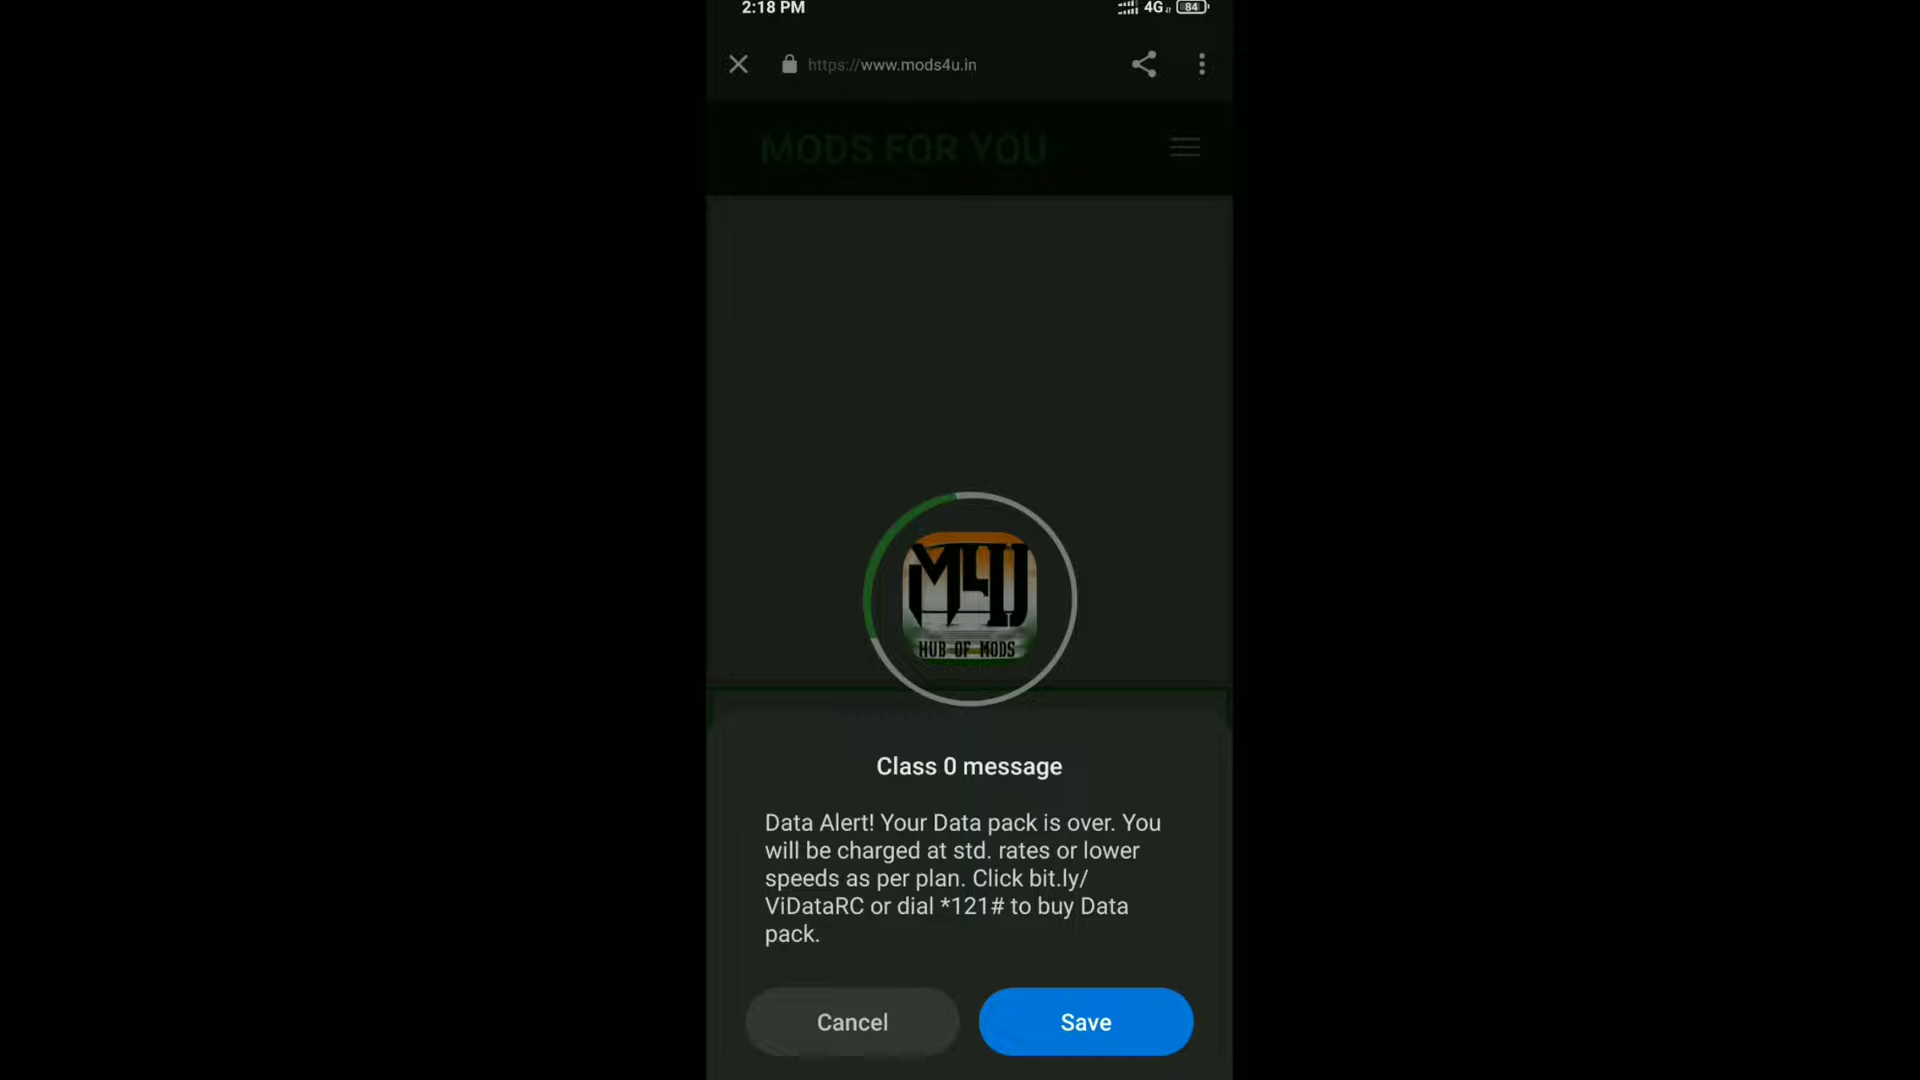 2:18 PM 4G 84
https://www.mods4u.in
MODS FOR YOU
M4U
HUB OF MODS
Class 0 message
Data Alert! Your Data pack is over. You
will be charged at std. rates or lower
speeds as per plan. Click bit.ly/
ViDataRC or dial *121# to buy Data
pack.
Cancel Save